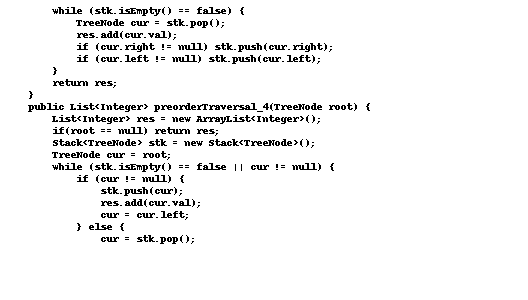 while (stk.isEmpty() == false) {
TreeNode cur = stk.pop();
res.add(cur.val);
if (cur.right != null) stk.push(cur.right);
if (cur.left != null) stk.push(cur.left);
}
return res;
}
public List<Integer> preorderTraversal_4(TreeNode root) {
List<Integer> res = new ArrayList<Integer>();
if(root == null) return res;
Stack<TreeNode> stk = new Stack<TreeNode>();
TreeNode cur = root;
while (stk.isEmpty() == false || cur != null) {
if (cur != null) {
stk.push(cur);
res.add(cur.val);
cur = cur.left;
} else {
cur = stk.pop();